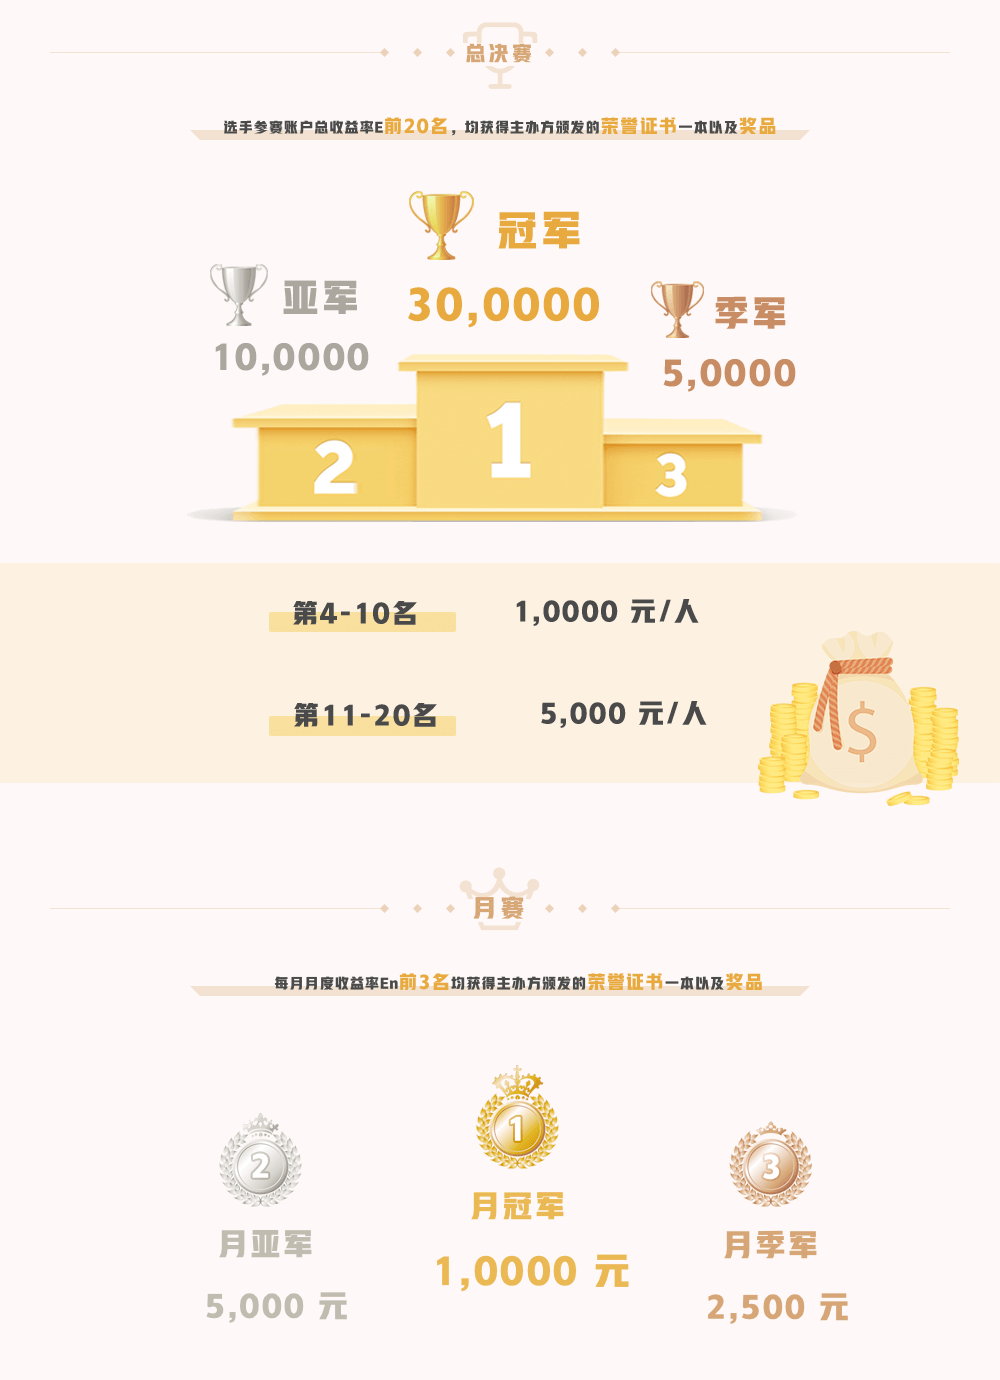 总决赛
选手参赛账户总收益率E前20名，均获得主办方颁发的荣誉证书一本以及奖品
冠军
30,0000
亚军
10,0000
季军
5,0000
1
2
3
第4-10名 1,0000 元/人
第11-20名 5,000 元/人
$
月赛
每月月度收益率En前3名均获得主办方颁发的荣誉证书一本以及奖品
1
2
3
月冠军
1,0000 元
月亚军
5,000 元
月季军
2,500 元